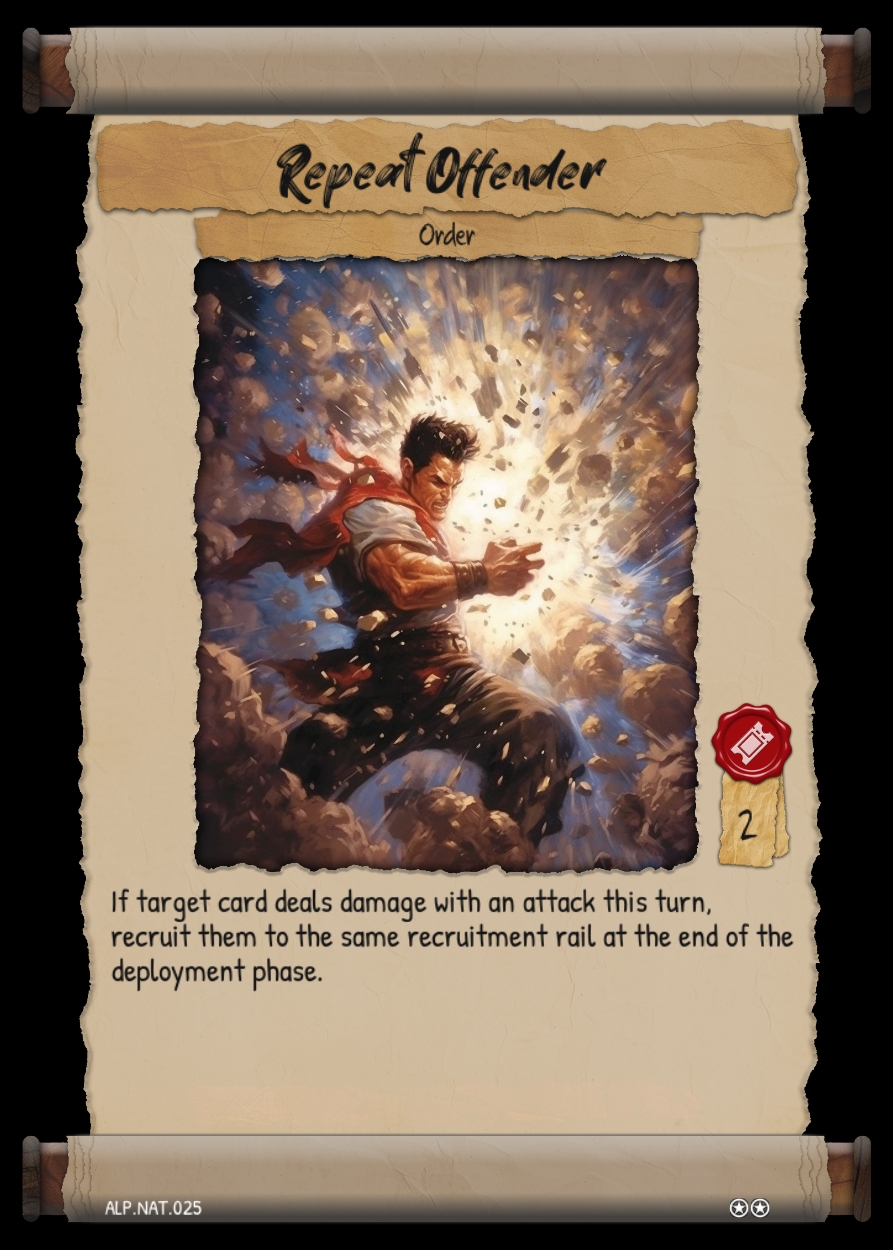 Repeat Offender
Order
2
If target card deals damage with an attack this turn,
recruit them to the same recruitment rail at the end of the
deployment phase.
ALP.NAT.025